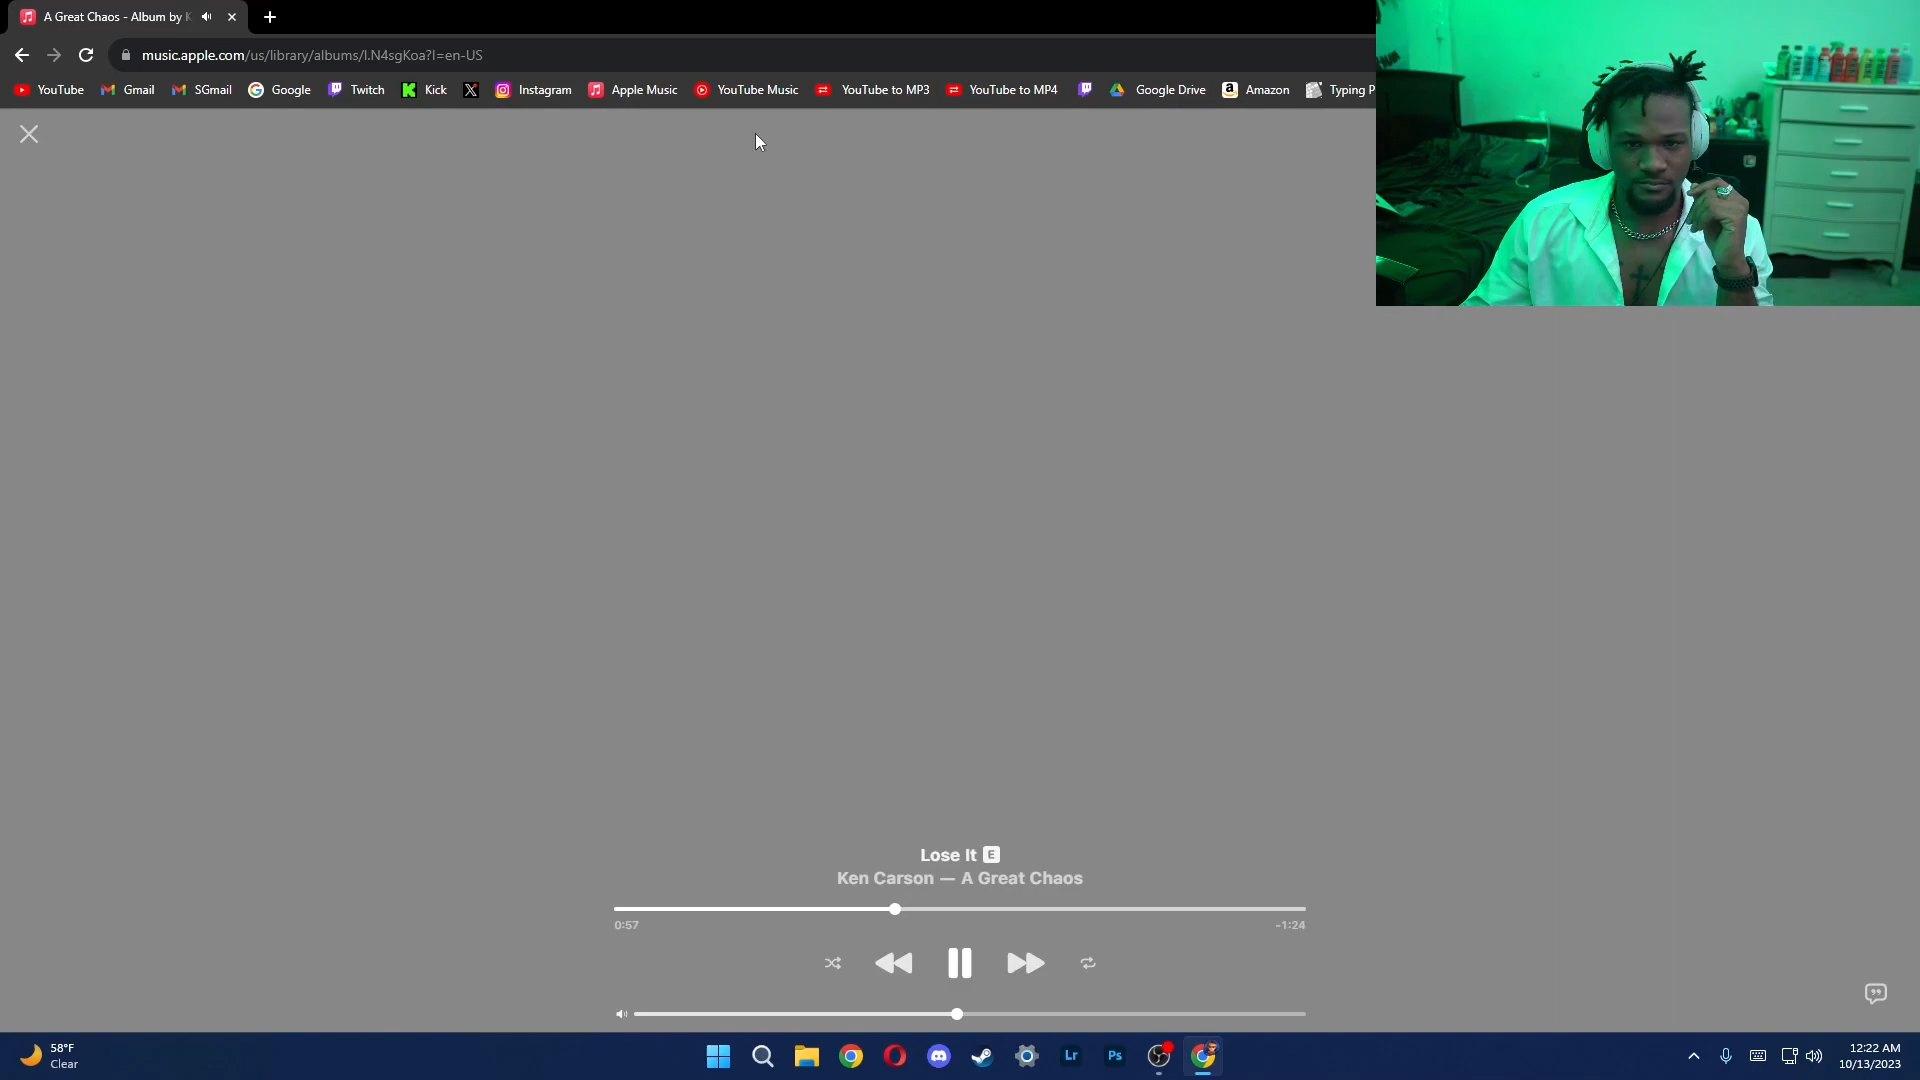 A Great Chaos - Album by K
music.apple.com/us/library/albums/l.N4sgKoa?l=en-US
YouTube Gmail SGmail Google Twitch Kick Instagram Apple Music YouTube Music YouTube to MP3 YouTube to MP4 Google Drive Amazon Typing P
Lose It E
Ken Carson — A Great Chaos
0:57 -1:24
58°F
Clear
Lr Ps
12:22 AM
10/13/2023